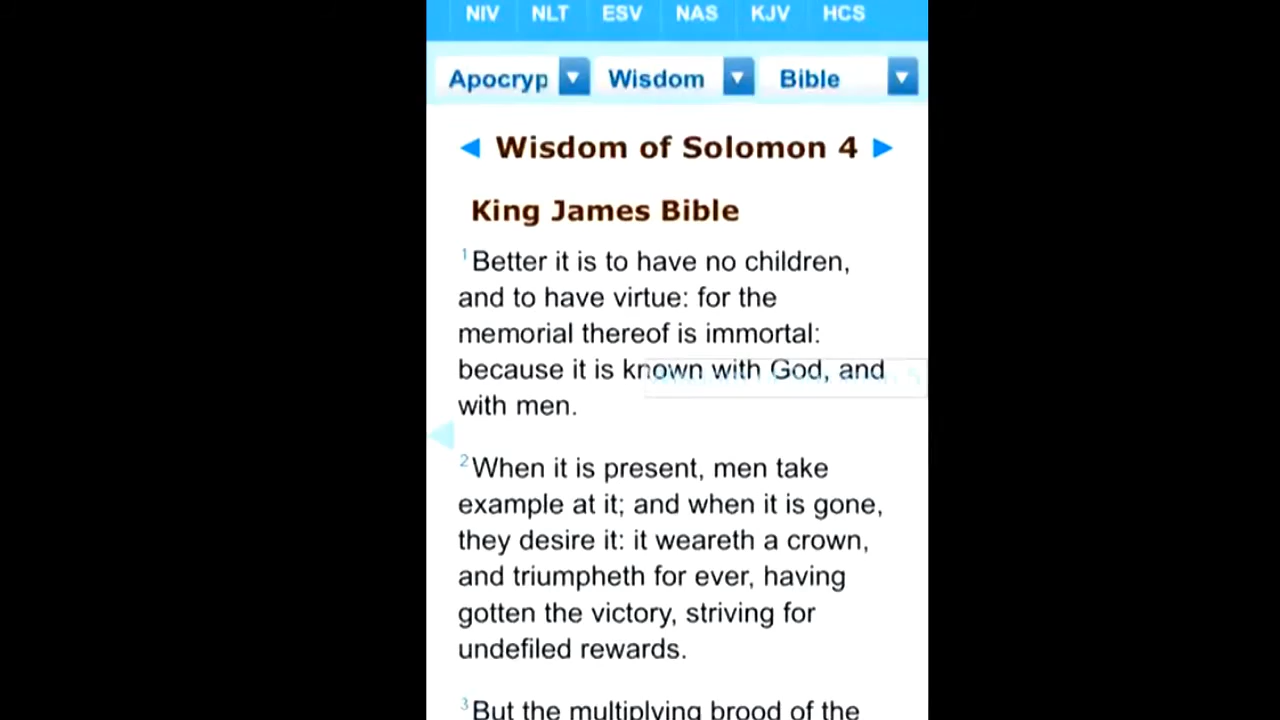 NIV NLT ESV NAS KJV HCS
Apocryp Wisdom Bible
Wisdom of Solomon 4
King James Bible
1 Better it is to have no children,
and to have virtue: for the
memorial thereof is immortal:
because it is known with God, and
with men.
2 When it is present, men take
example at it; and when it is gone,
they desire it: it weareth a crown,
and triumpheth for ever, having
gotten the victory, striving for
undefiled rewards.
3 But the multiplying brood of the